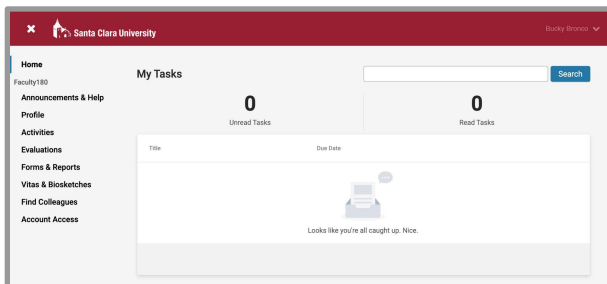 Santa Clara University
Bucky Bronco
Home
Faculty180
Announcements & Help
Profile
Activities
Evaluations
Forms & Reports
Vitas & Biosketches
Find Colleagues
Account Access
My Tasks
Search
0
Unread Tasks
0
Read Tasks
Title
Due Date
Looks like you're all caught up. Nice.